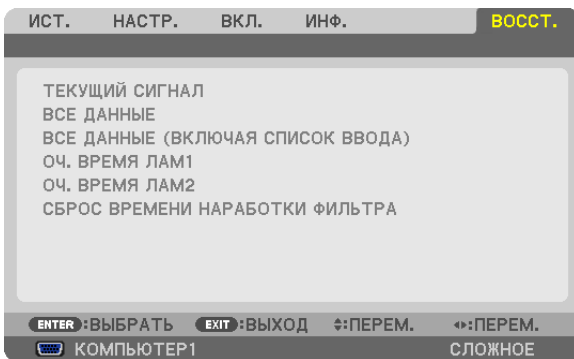 ИСТ. НАСТР. ВКЛ. ИНФ. ВОССТ.
ТЕКУЩИЙ СИГНАЛ
ВСЕ ДАННЫЕ
ВСЕ ДАННЫЕ (ВКЛЮЧАЯ СПИСОК ВВОДА)
ОЧ. ВРЕМЯ ЛАМ1
ОЧ. ВРЕМЯ ЛАМ2
СБРОС ВРЕМЕНИ НАРАБОТКИ ФИЛЬТРА
ENTER :ВЫБРАТЬ EXIT :ВЫХОД :ПЕРЕМ. :ПЕРЕМ.
КОМПЬЮТЕР1 СЛОЖНОЕ